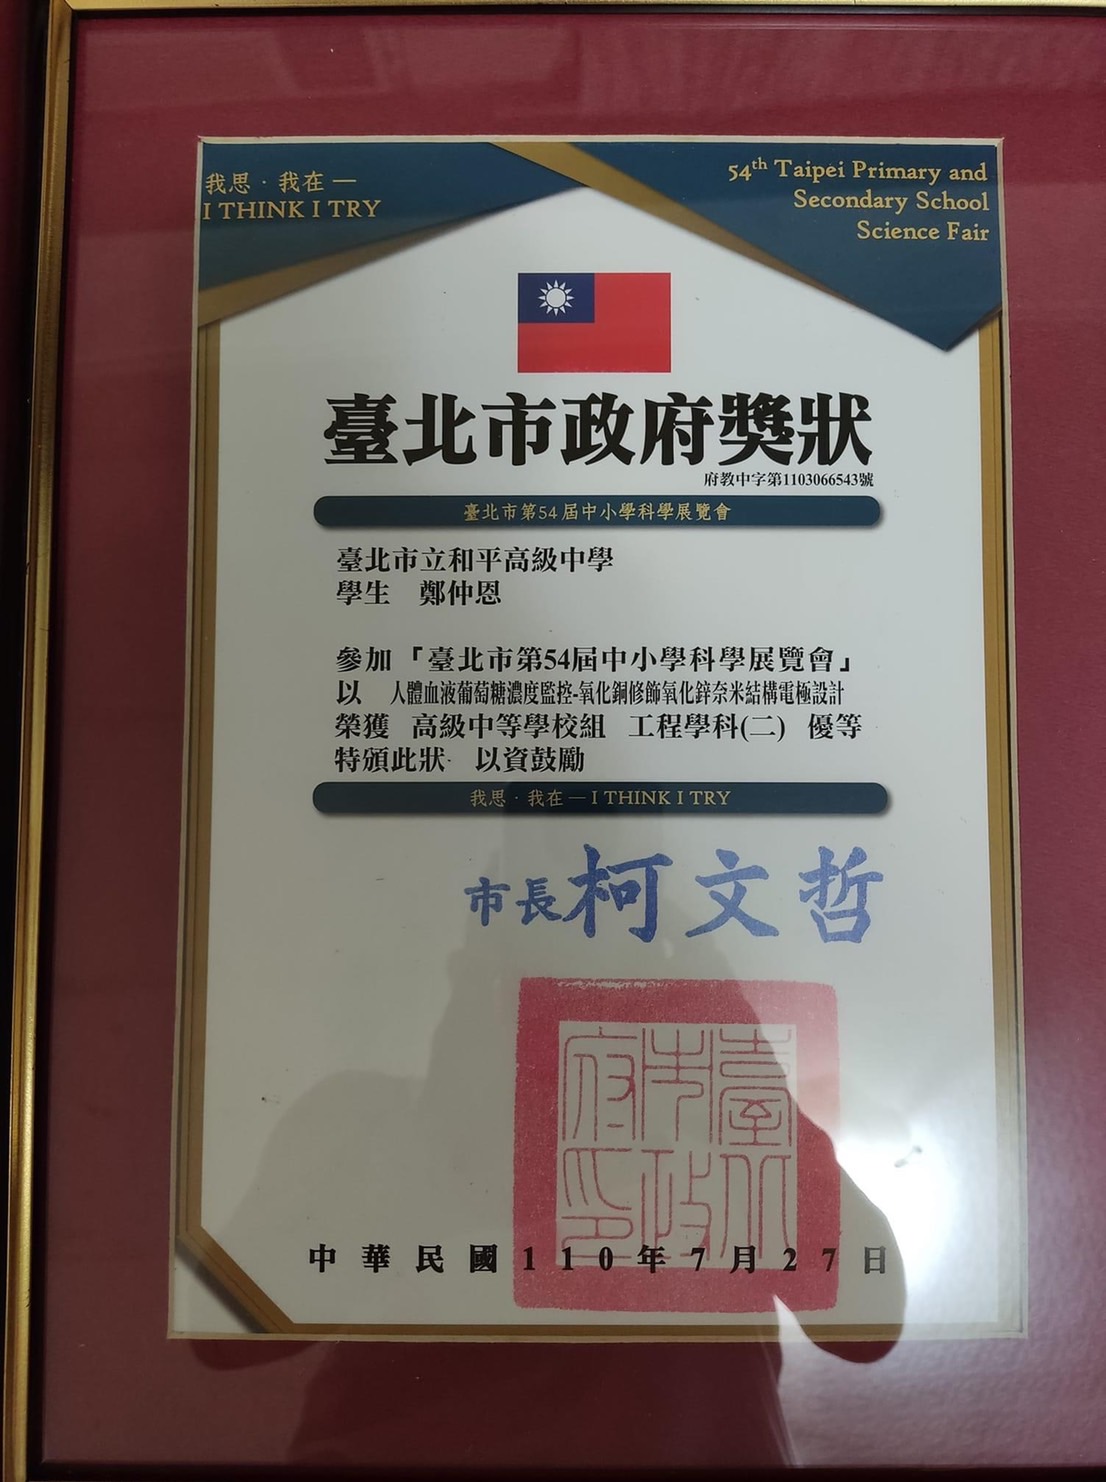 我思‧我在—
I THINK I TRY
54th Taipei Primary and
Secondary School
Science Fair
臺北市政府獎狀
府教中字第1103066543號
臺北市第54屆中小學科學展覽會
臺北市立和平高級中學
學生 鄭仲恩
參加「臺北市第54屆中小學科學展覽會」
以 人體血液葡萄糖濃度監控-氧化銅修飾氧化鋅奈米結構電極設計
榮獲 高級中等學校組 工程學科(二) 優等
特頒此狀 以資鼓勵
我思‧我在—I THINK I TRY
市長柯文哲
臺北市政府印
中華民國110年7月27日